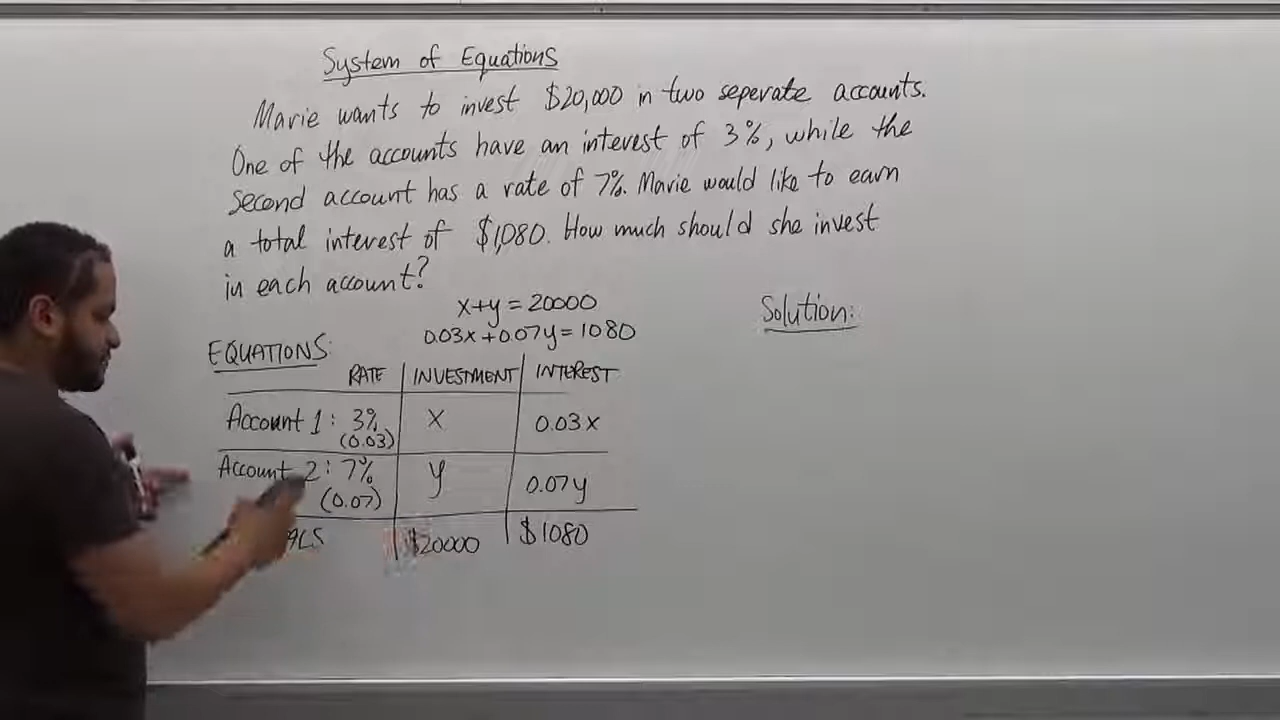 System of Equations
Marie wants to invest $20,000 in two seperate accounts.
One of the accounts have an interest of 3%, while the
second account has a rate of 7%. Marie would like to earn
a total interest of $1,080. How much should she invest
in each account?
x+y = 20000
Solution:
0.03x+0.07y=1080
EQUATIONS:
RATE INVESTMENT INTEREST
Account 1: 3% x 0.03x
(0.03)
Account 2: 7% y 0.07y
(0.07)
$20000 $1080